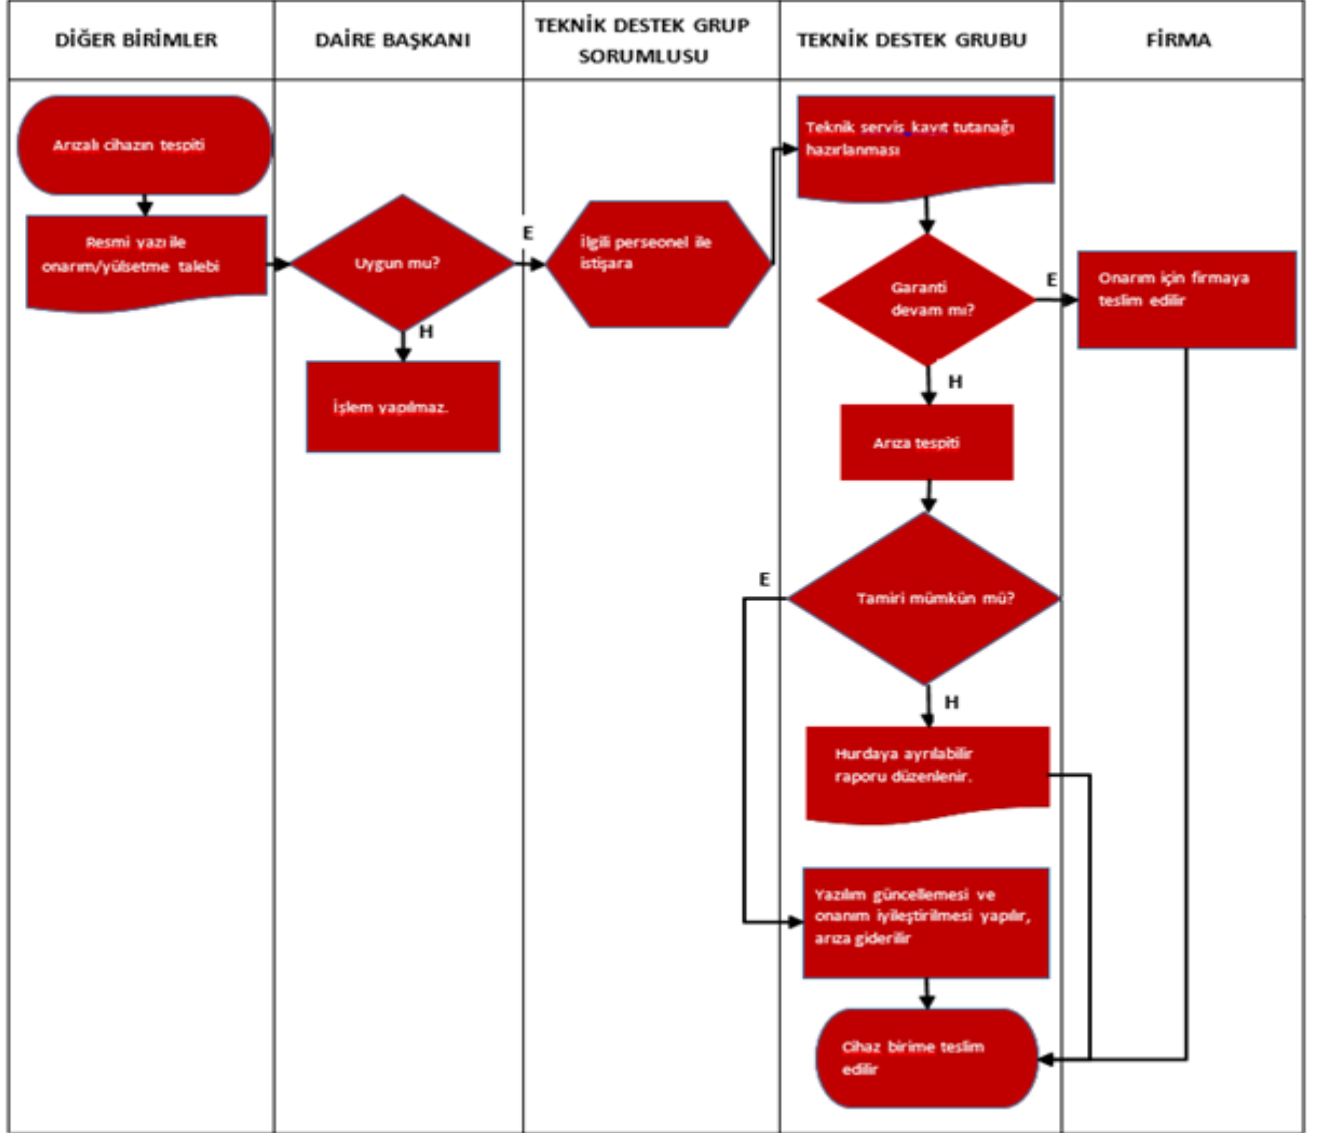 DİĞER BİRİMLER
DAİRE BAŞKANI
TEKNİK DESTEK GRUP
SORUMLUSU
TEKNİK DESTEK GRUBU
FİRMA
Arızalı cihazın tespiti
Resmi yazı ile
onarım/yülsetme talebi
Uygun mu?
E
H
İşlem yapılmaz.
İlgili perseonel ile
istişara
Teknik servis kayıt tutanağı
hazırlanması
Garanti
devam mı?
E
H
Onarım için firmaya
teslim edilir
Arıza tespiti
Tamiri mümkün mü?
E
H
Hurdaya ayrılabilir
raporu düzenlenir.
Yazılım güncellemesi ve
onanım iyileştirilmesi yapılır,
arıza giderilir
Cihaz birime teslim
edilir